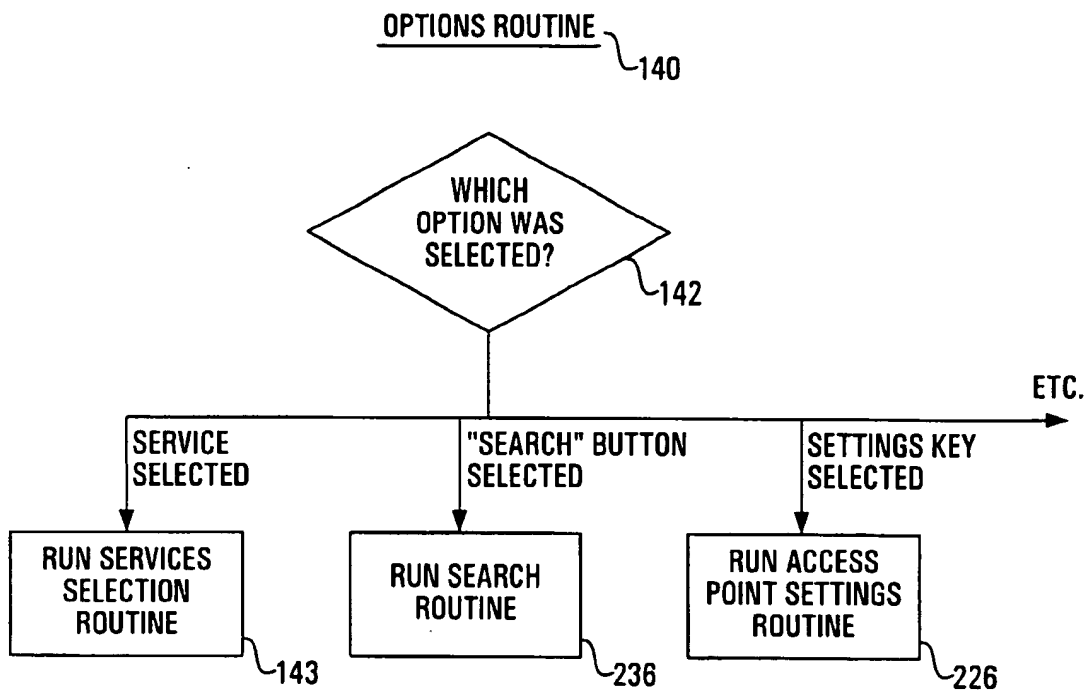 OPTIONS ROUTINE
140
WHICH
OPTION WAS
SELECTED?
142
ETC.
SERVICE
SELECTED
"SEARCH" BUTTON
SELECTED
SETTINGS KEY
SELECTED
RUN SERVICES
SELECTION
ROUTINE
143
RUN SEARCH
ROUTINE
236
RUN ACCESS
POINT SETTINGS
ROUTINE
226